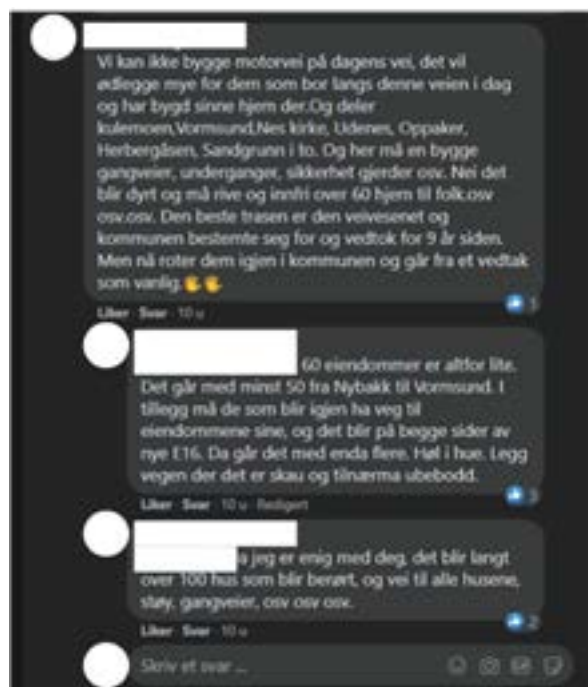 Vi kan ikke bygge motorvei på dagens vei, det vil
ødlegge mye for dem som bor langs denne veien i dag
og har bygd sinne hjem der.Og deler
kulemoen,Vormsund,Nes kirke, Udenes, Oppaker,
Herbergåsen, Sandgrunn i to. Og her må en bygge
gangveier, underganger, sikkerhet gjerder osv. Nei det
blir dyrt og må rive og innfri over 60 hjem til folk.osv
osv.osv. Den beste trasen er den veivesenet og
kommunen bestemte seg for og vedtok for 9 år siden.
Men nå roter dem igjen i kommunen og går fra et vedtak
som vanlig.👋👋
1
Liker Svar 10 u
60 eiendommer er altfor lite.
Det går med minst 50 fra Nybakk til Vormsund. I
tillegg må de som blir igjen ha veg til
eiendommene sine, og det blir på begge sider av
nye E16. Da går det med enda flere. Høl i hue. Legg
vegen der det er skau og tilnærma ubebodd.
3
Liker Svar 10 u Redigert
a jeg er enig med deg, det blir langt
over 100 hus som blir berørt, og vei til alle husene,
støy, gangveier, osv osv osv.
2
Liker Svar 10 u
Skriv et svar ...